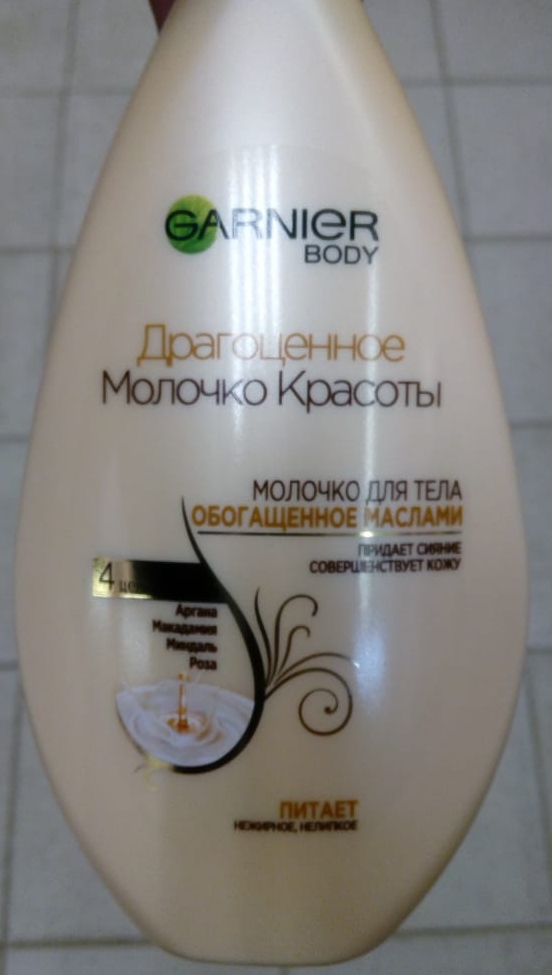 GARNIER
BODY
Драгоценное
Молочко Красоты
МОЛОЧКО ДЛЯ ТЕЛА
ОБОГАЩЕННОЕ МАСЛАМИ
ПРИДАЕТ СИЯНИЕ
СОВЕРШЕНСТВУЕТ КОЖУ
4
Аргана
Макадамия
Миндаль
Роза
ПИТАЕТ
НЕЖИРНОЕ, НЕЛИПКОЕ